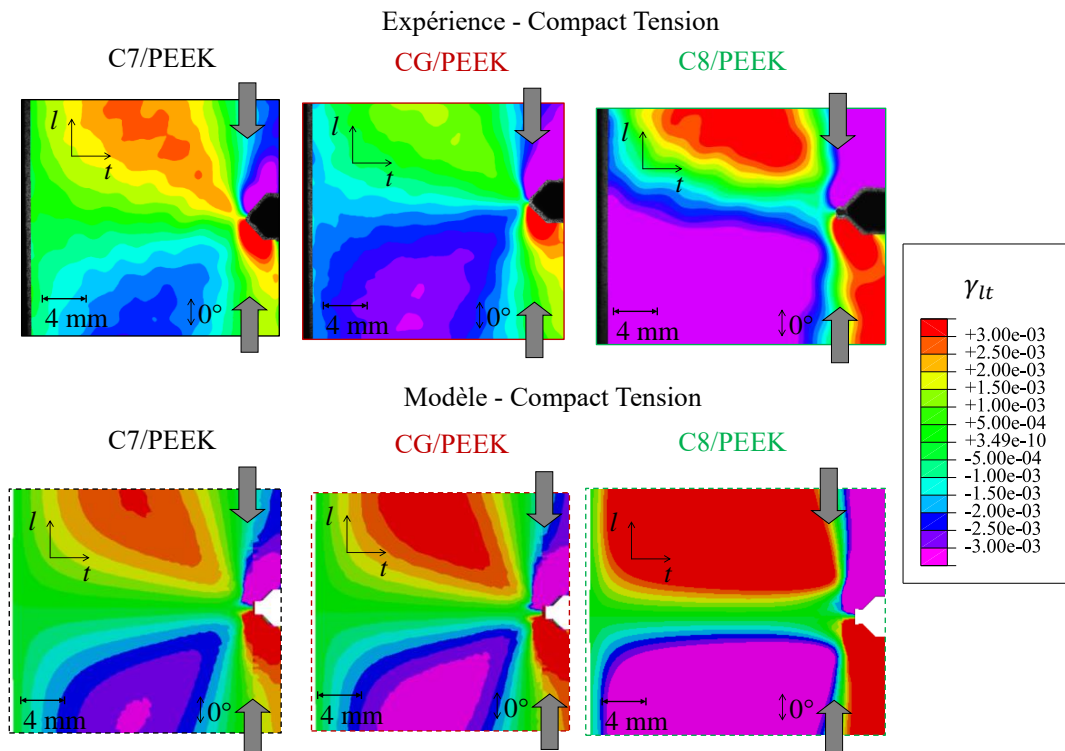 Expérience - Compact Tension
C7/PEEK
CG/PEEK
C8/PEEK
l
t
4 mm
0°
l
t
4 mm
0°
l
t
4 mm
0°
Modèle - Compact Tension
C7/PEEK
CG/PEEK
C8/PEEK
l
t
4 mm
0°
l
t
4 mm
0°
l
t
4 mm
0°
γlt
+3.00e-03
+2.50e-03
+2.00e-03
+1.50e-03
+1.00e-03
+5.00e-04
+3.49e-10
-5.00e-04
-1.00e-03
-1.50e-03
-2.00e-03
-2.50e-03
-3.00e-03